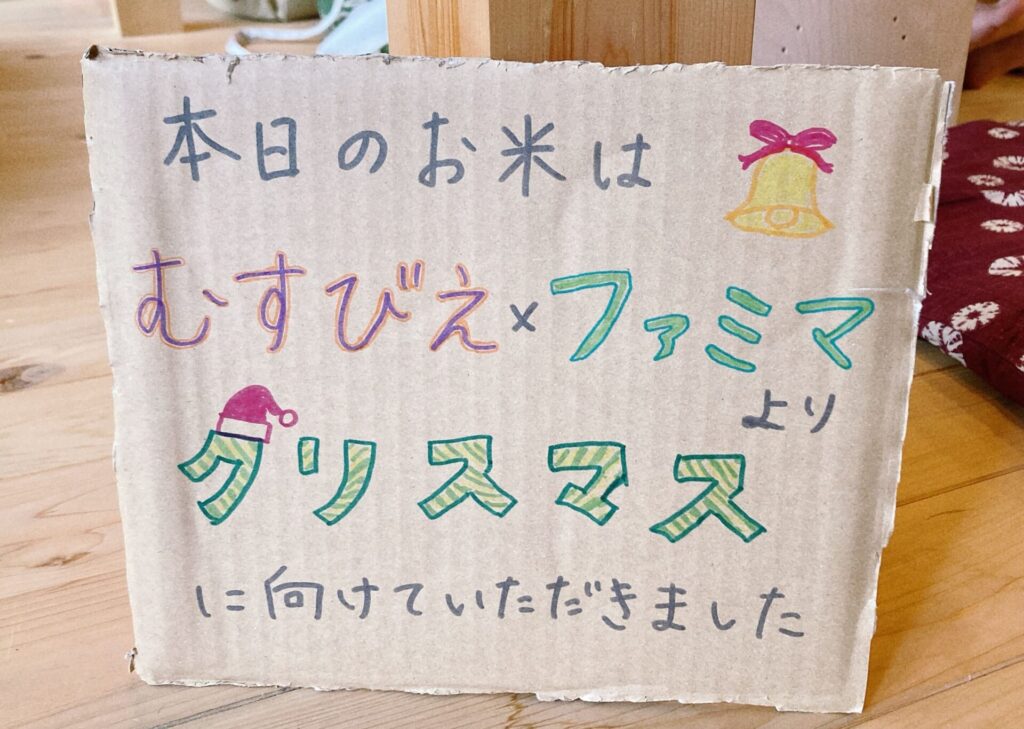 本日のお米は
むすびえ×ファミマ
より
クリスマス
に向けていただきました